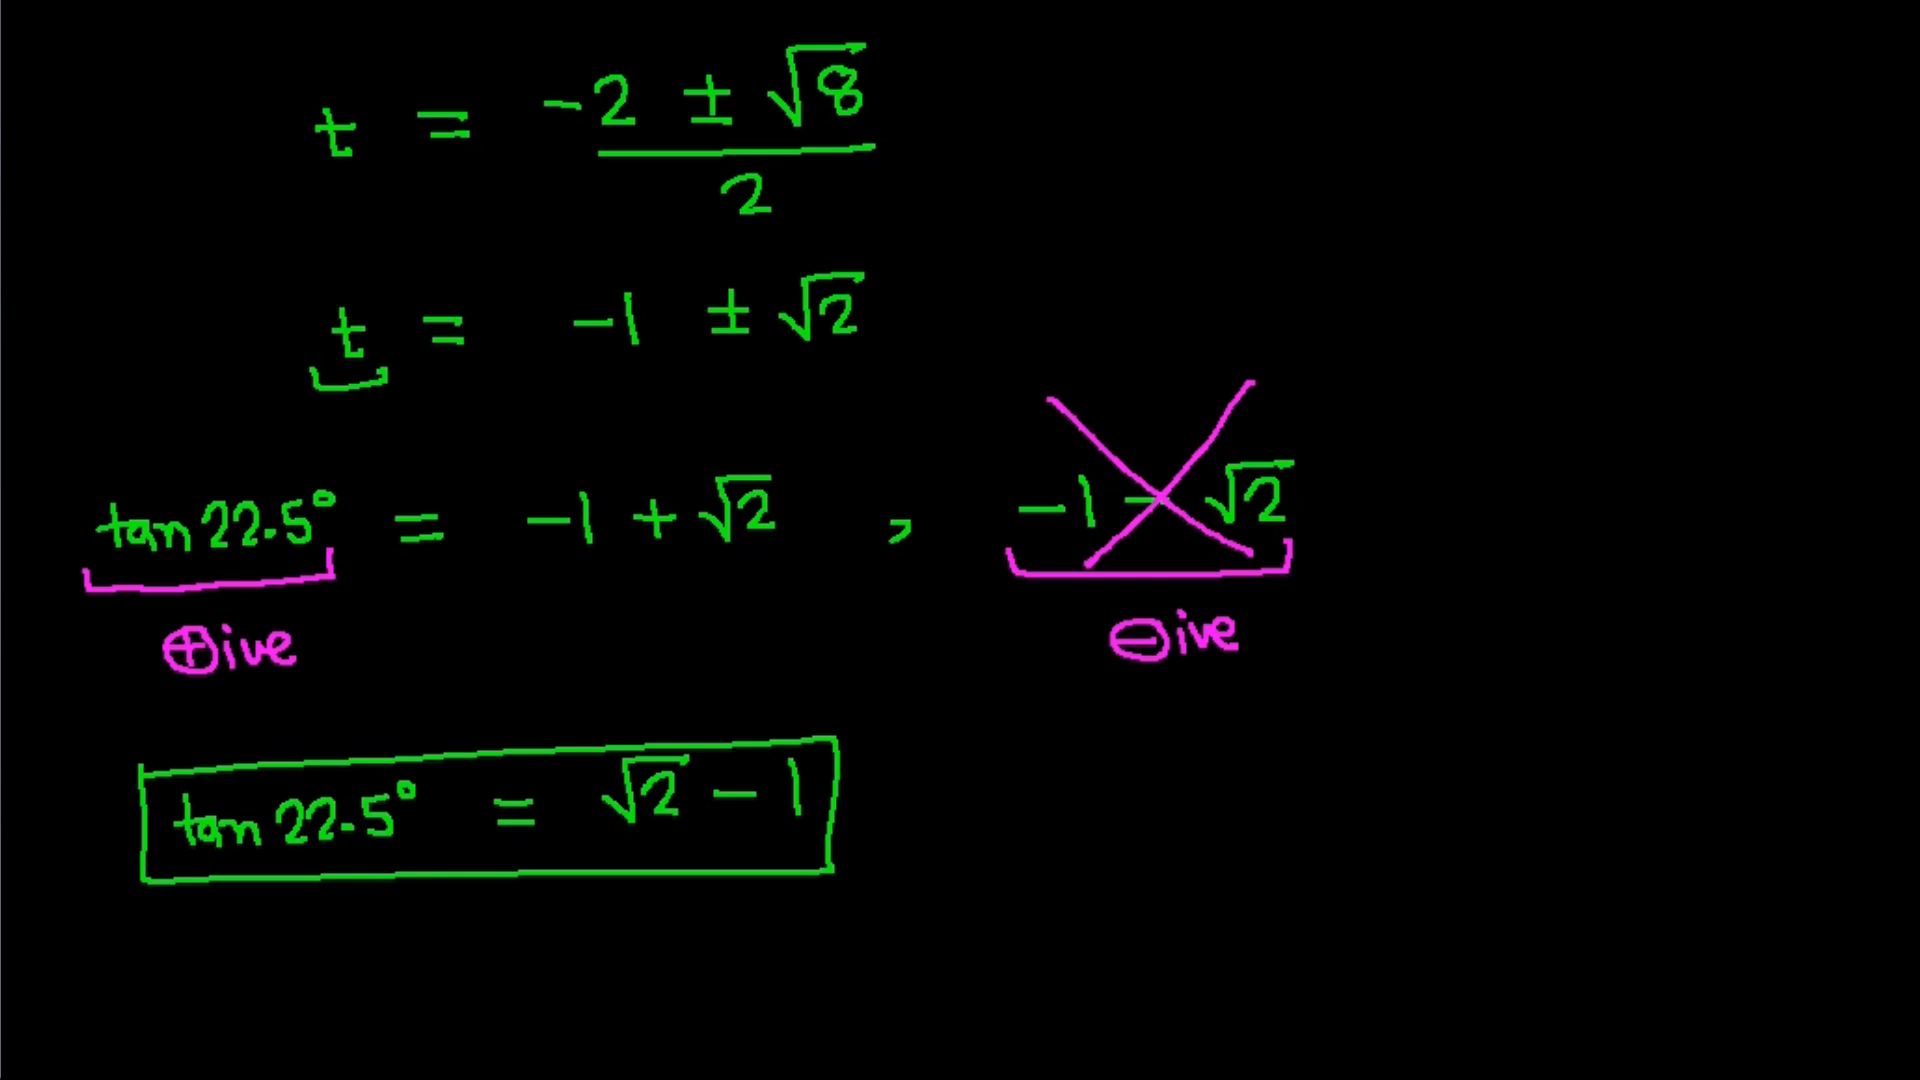 t = -2 ± √8 / 2
t = -1 ± √2
tan 22.5° = -1 + √2 , -1 - √2
⊕ive ⊖ive
tan 22.5° = √2 - 1